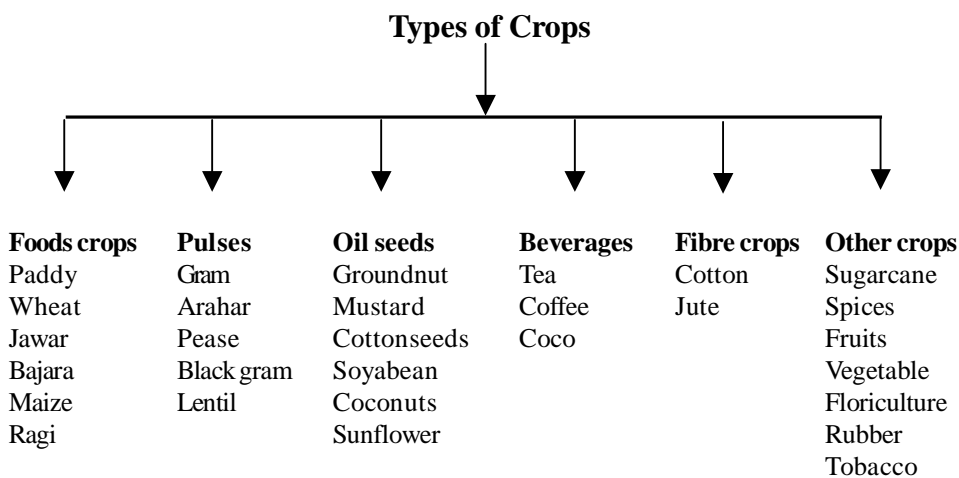 Types of Crops
Foods crops
Paddy
Wheat
Jawar
Bajara
Maize
Ragi
Pulses
Gram
Arahar
Pease
Black gram
Lentil
Oil seeds
Groundnut
Mustard
Cottonseeds
Soyabean
Coconuts
Sunflower
Beverages
Tea
Coffee
Coco
Fibre crops
Cotton
Jute
Other crops
Sugarcane
Spices
Fruits
Vegetable
Floriculture
Rubber
Tobacco